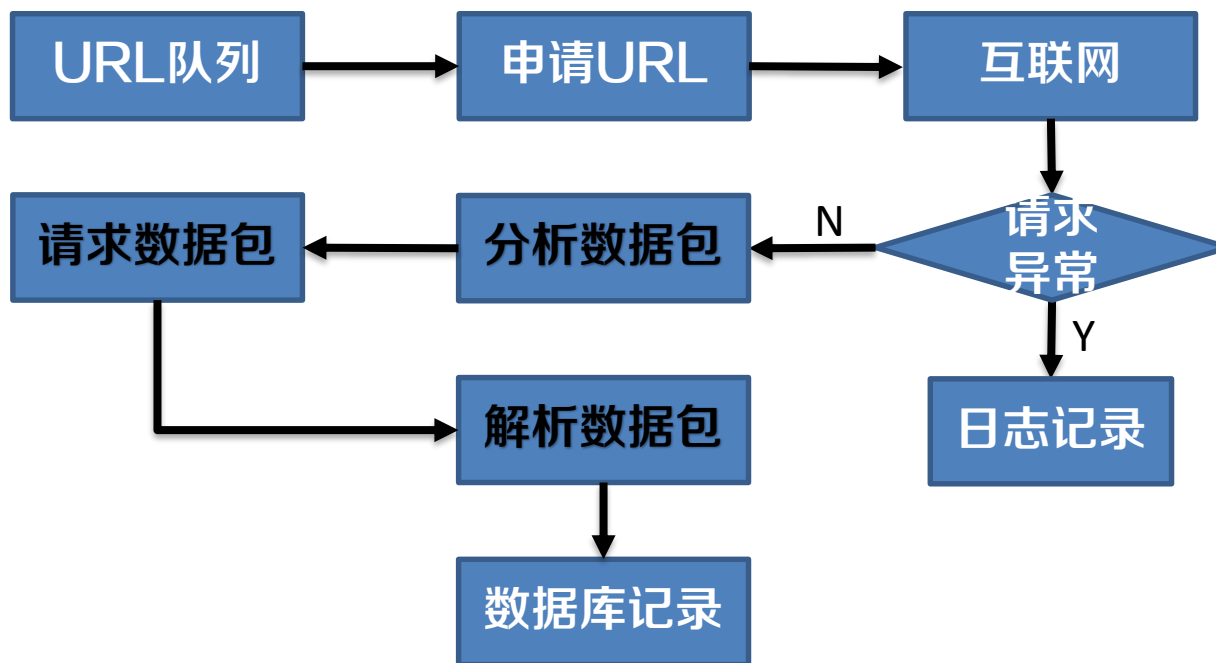 URL队列
申请URL
互联网
请求数据包
分析数据包
N
请求
异常
Y
解析数据包
日志记录
数据库记录